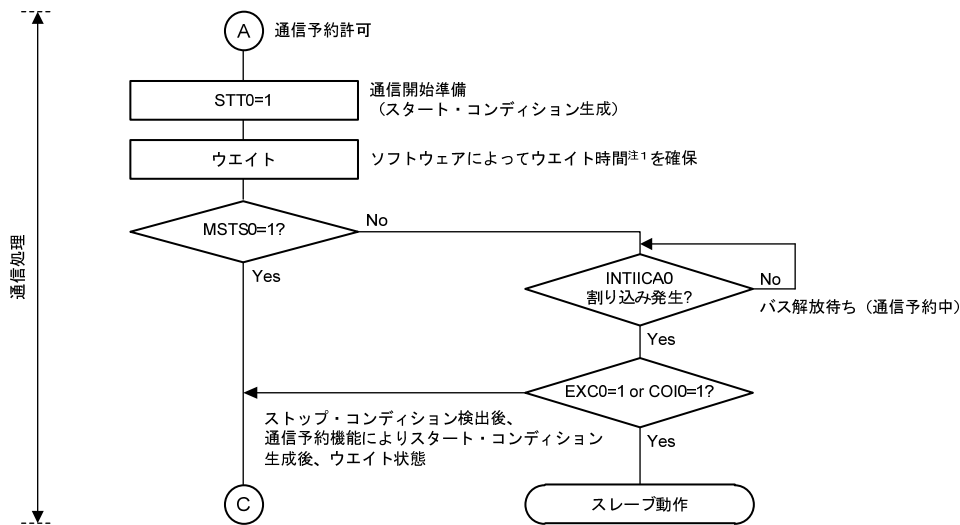 A
通信予約許可
STT0=1
通信開始準備
（スタート・コンディション生成）
ウエイト
ソフトウェアによってウエイト時間注１を確保
MSTS0=1?
No
Yes
INTIICA0
割り込み発生?
No
バス解放待ち（通信予約中）
Yes
EXC0=1 or COI0=1?
ストップ・コンディション検出後、
通信予約機能によりスタート・コンディション
生成後、ウエイト状態
Yes
C
スレーブ動作
通信処理